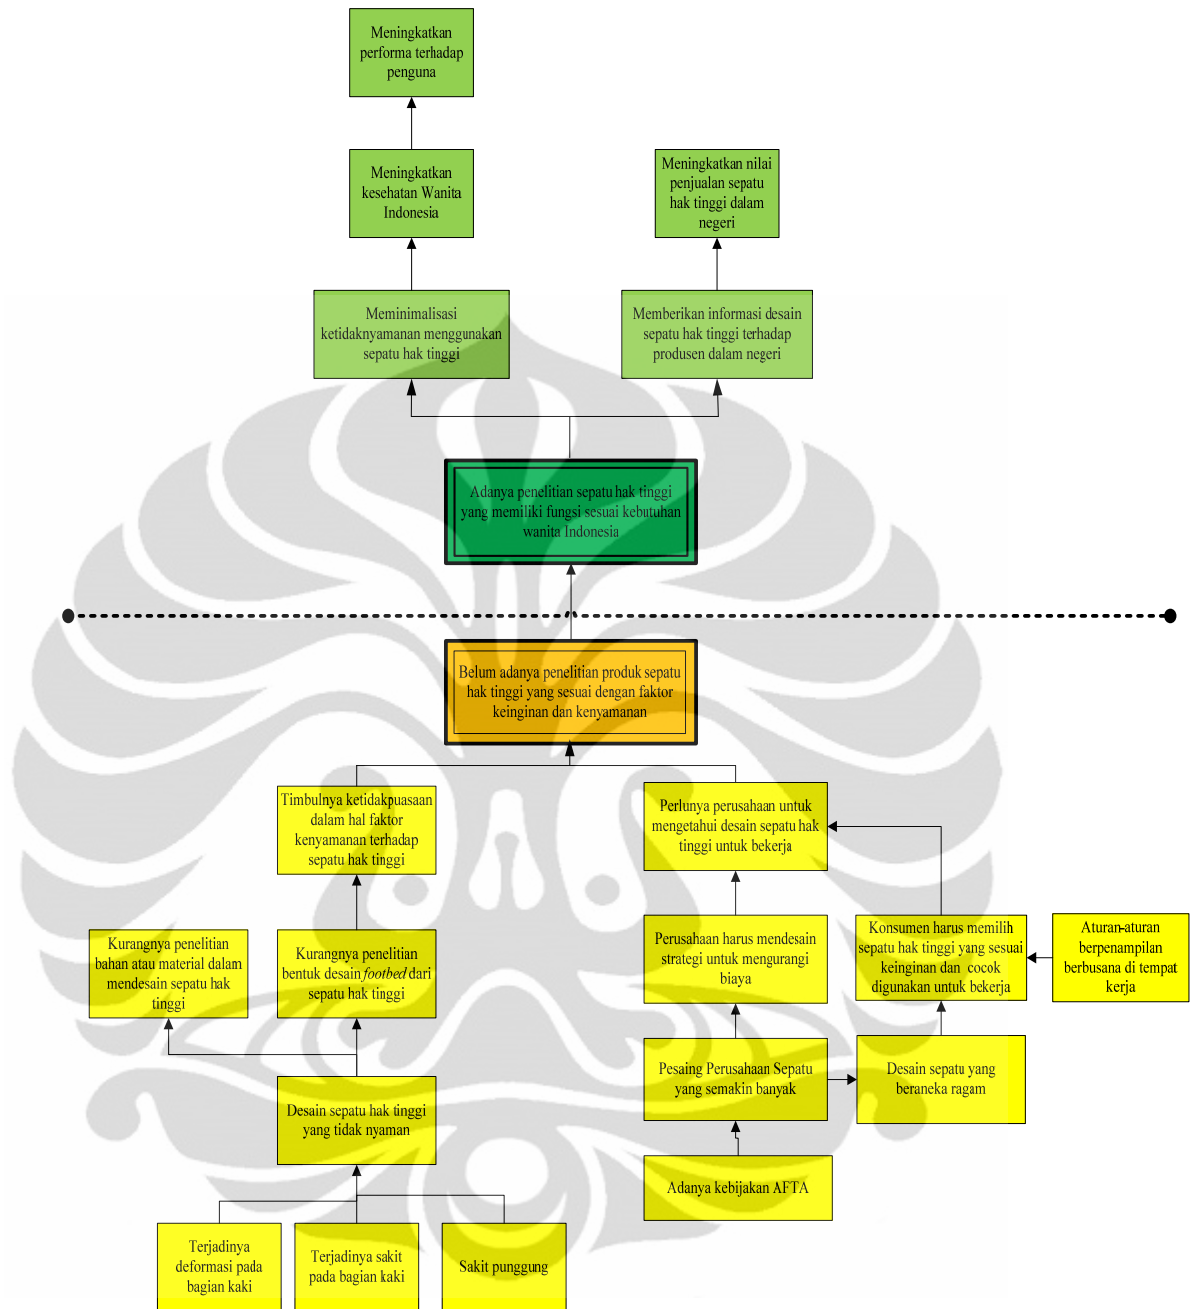 Meningkatkan
performa terhadap
penguna
Meningkatkan
kesehatan Wanita
Indonesia
Meningkatkan nilai
penjualan sepatu
hak tinggi dalam
negeri
Meminimalisasi
ketidaknyamanan menggunakan
sepatu hak tinggi
Memberikan informasi desain
sepatu hak tinggi terhadap
produsen dalam negeri
Adanya penelitian sepatu hak tinggi
yang memiliki fungsi sesuai kebutuhan
wanita Indonesia
Belum adanya penelitian produk sepatu
hak tinggi yang sesuai dengan faktor
keinginan dan kenyamanan
Timbulnya ketidakpuasaan
dalam hal faktor
kenyamanan terhadap
sepatu hak tinggi
Perlunya perusahaan untuk
mengetahui desain sepatu hak
tinggi untuk bekerja
Kurangnya penelitian
bahan atau material dalam
mendesain sepatu hak
tinggi
Kurangnya penelitian
bentuk desain footbed dari
sepatu hak tinggi
Perusahaan harus mendesain
strategi untuk mengurangi
biaya
Konsumen harus memilih
sepatu hak tinggi yang sesuai
keinginan dan cocok
digunakan untuk bekerja
Aturan-aturan
berpenampilan
berbusana di tempat
kerja
Desain sepatu hak tinggi
yang tidak nyaman
Pesaing Perusahaan Sepatu
yang semakin banyak
Desain sepatu yang
beraneka ragam
Adanya kebijakan AFTA
Terjadinya
deformasi pada
bagian kaki
Terjadinya sakit
pada bagian kaki
Sakit punggung